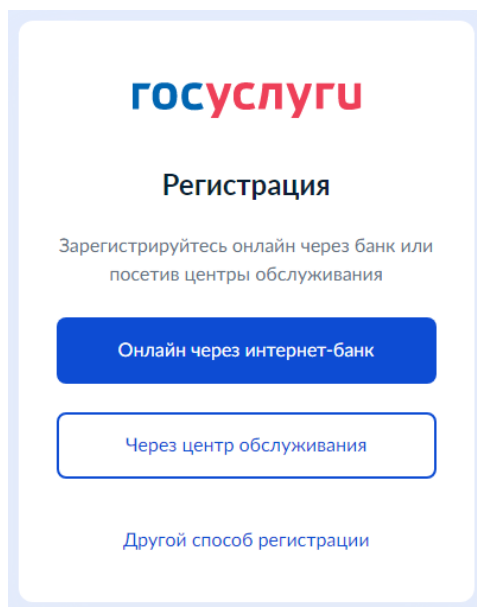 госуслуги
Регистрация
Зарегистрируйтесь онлайн через банк или
посетив центры обслуживания
Онлайн через интернет-банк
Через центр обслуживания
Другой способ регистрации